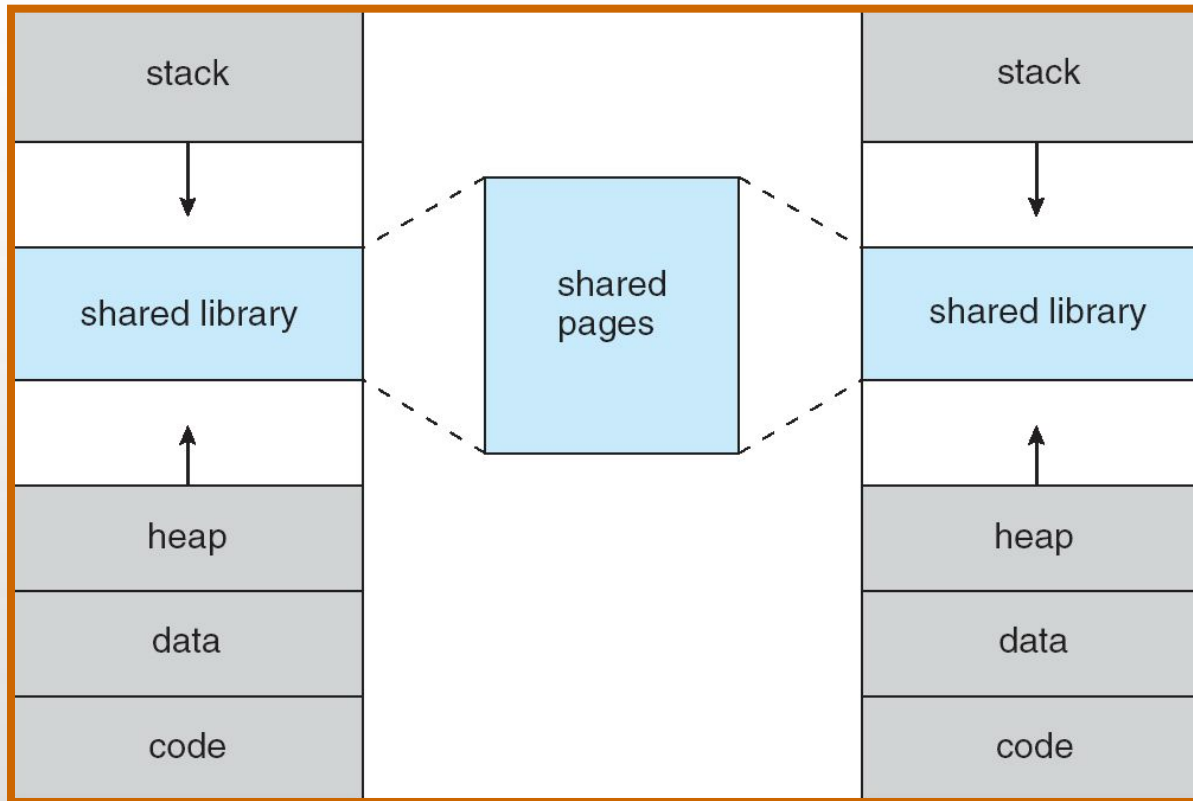 stack
shared library
heap
data
code
shared
pages
stack
shared library
heap
data
code